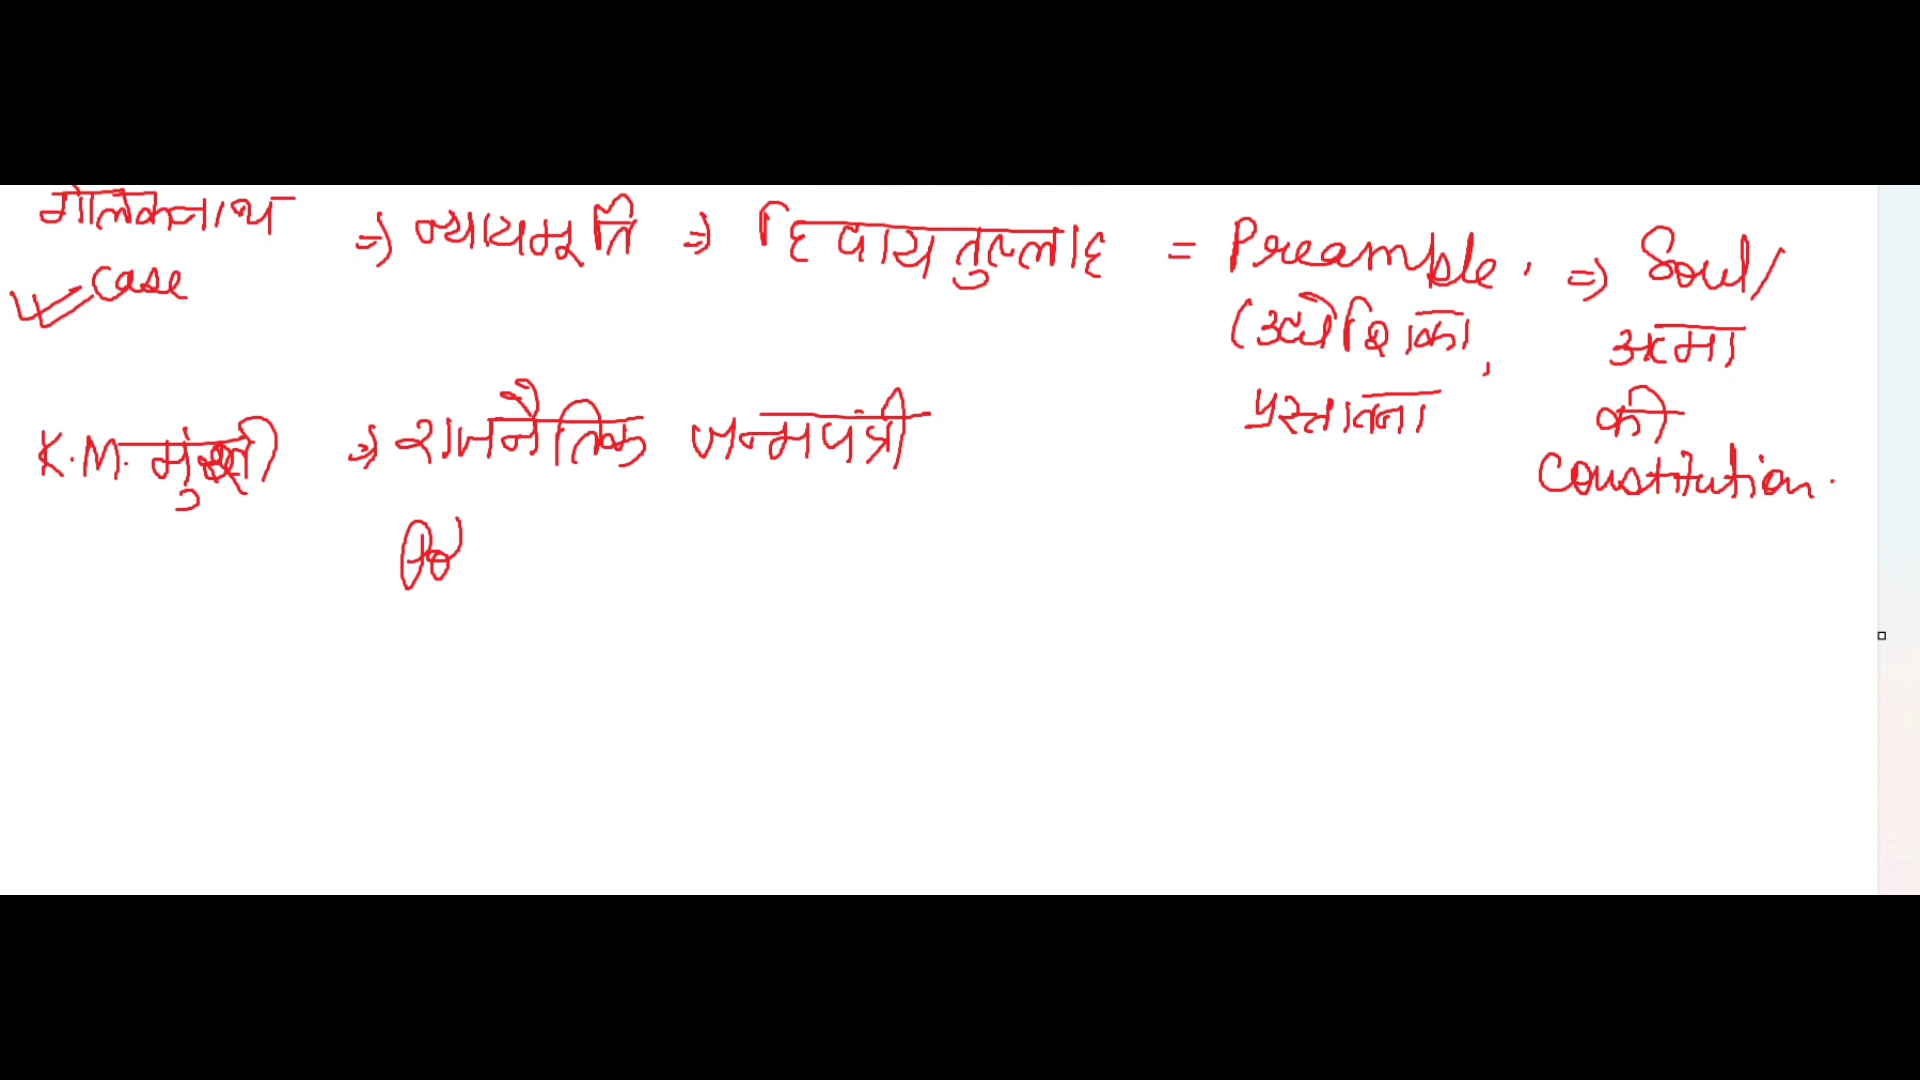 गोलकनाथ ⇒ न्यायमूर्ति ⇒ हिदायतुल्लाह = Preamble, ⇒ Soul/
case (उद्देशिका, आत्मा
प्रस्तावना की
K.M. मुंशी ⇒ राजनैतिक जन्मपत्री constitution.